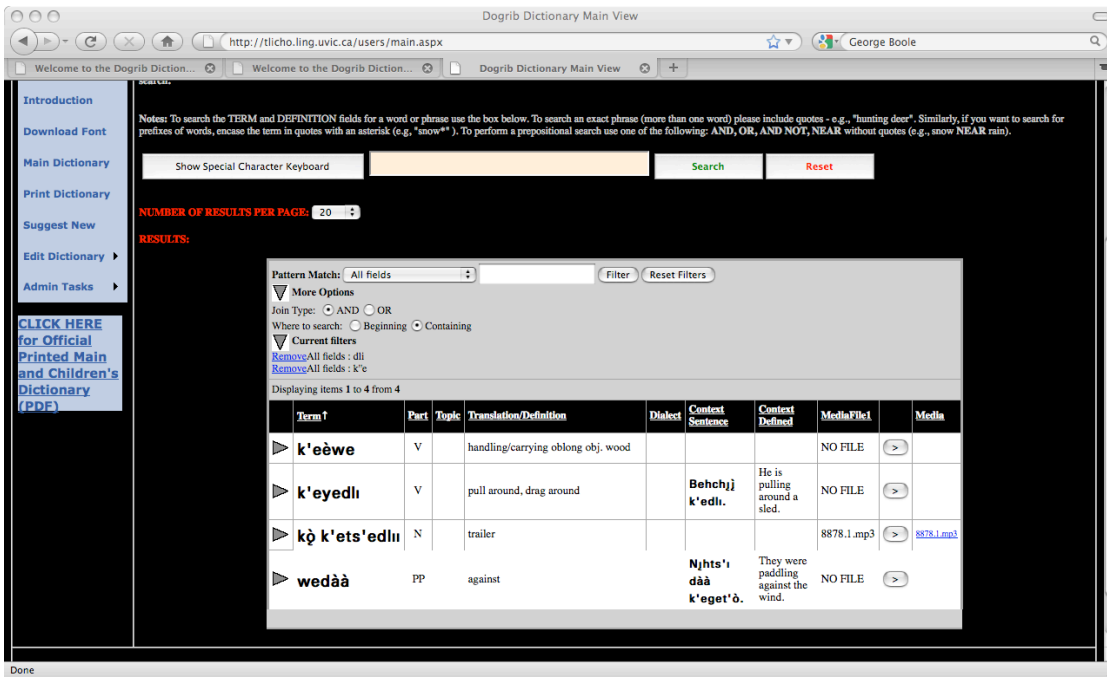 Dogrib Dictionary Main View
http://tlicho.ling.uvic.ca/users/main.aspx
George Boole
Welcome to the Dogrib Diction...
Welcome to the Dogrib Diction...
Dogrib Dictionary Main View
Introduction
Download Font
Main Dictionary
Print Dictionary
Suggest New
Edit Dictionary
Admin Tasks
CLICK HERE
for Official
Printed Main
and Children's
Dictionary
(PDF)
search.
Notes: To search the TERM and DEFINITION fields for a word or phrase use the box below. To search an exact phrase (more than one word) please include quotes - e.g., "hunting deer". Similarly, if you want to search for
prefixes of words, encase the term in quotes with an asterisk (e.g, "snow*" ). To perform a prepositional search use one of the following: AND, OR, AND NOT, NEAR without quotes (e.g., snow NEAR rain).
Show Special Character Keyboard
Search
Reset
NUMBER OF RESULTS PER PAGE: 20
RESULTS:
Pattern Match: All fields Filter Reset Filters
More Options
Join Type: AND OR
Where to search: Beginning Containing
Current filters
RemoveAll fields : dlı
RemoveAll fields : k''e
Displaying items 1 to 4 from 4
Term↑ Part Topic Translation/Definition Dialect Context Sentence Context Defined MediaFile1 Media
k'eèwe V handling/carrying oblong obj. wood NO FILE >
k'eyedlı V pull around, drag around Behchı̨ı̨̀ k'edlı. He is pulling around a sled. NO FILE >
kǫ̀ k'ets'edlıı N trailer 8878.1.mp3 > 8878.1.mp3
wedàà PP against Nı̨hts'ı dàà k'eget'ò. They were paddling against the wind. NO FILE >
Done